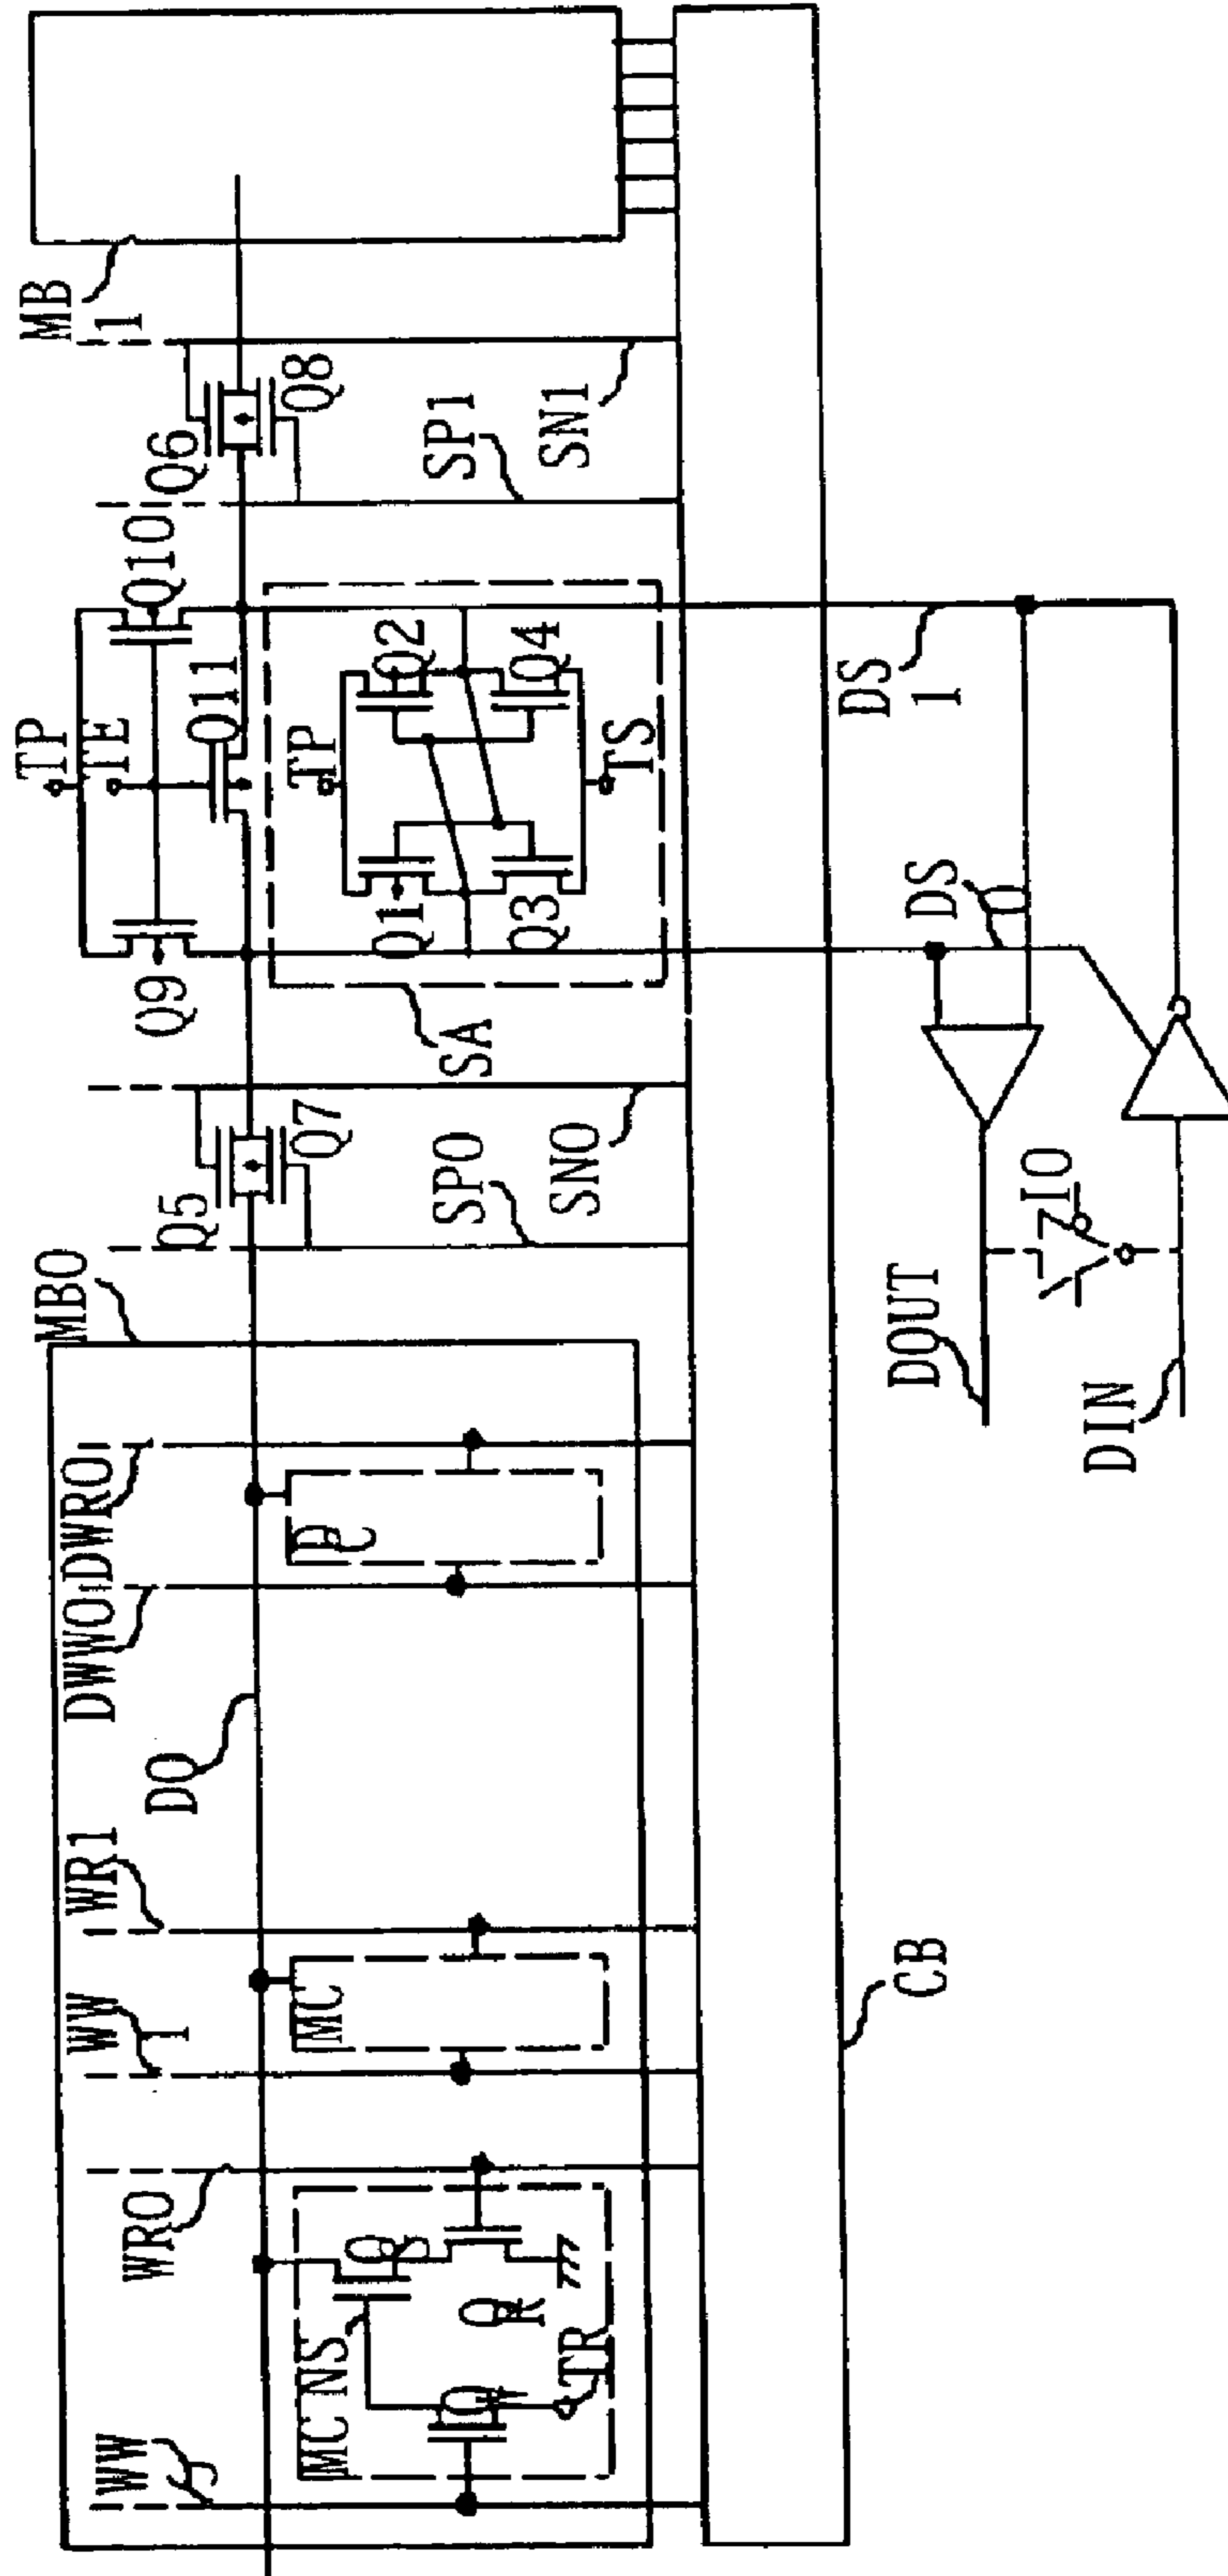 MB
1
MB0
TP
TE
Q10
Q11
Q9
Q6
Q8
Q5
Q7
SP1
SN1
SP0
SN0
TP
Q2
Q4
Q1
Q3
TS
SA
DWR0
DWW0
D0
DC
WR1
WW
1
MC
WR0
WW
MC
NS
QS
QR
QW
TR
CB
DS
1
DS
0
DOUT
DIN
IO